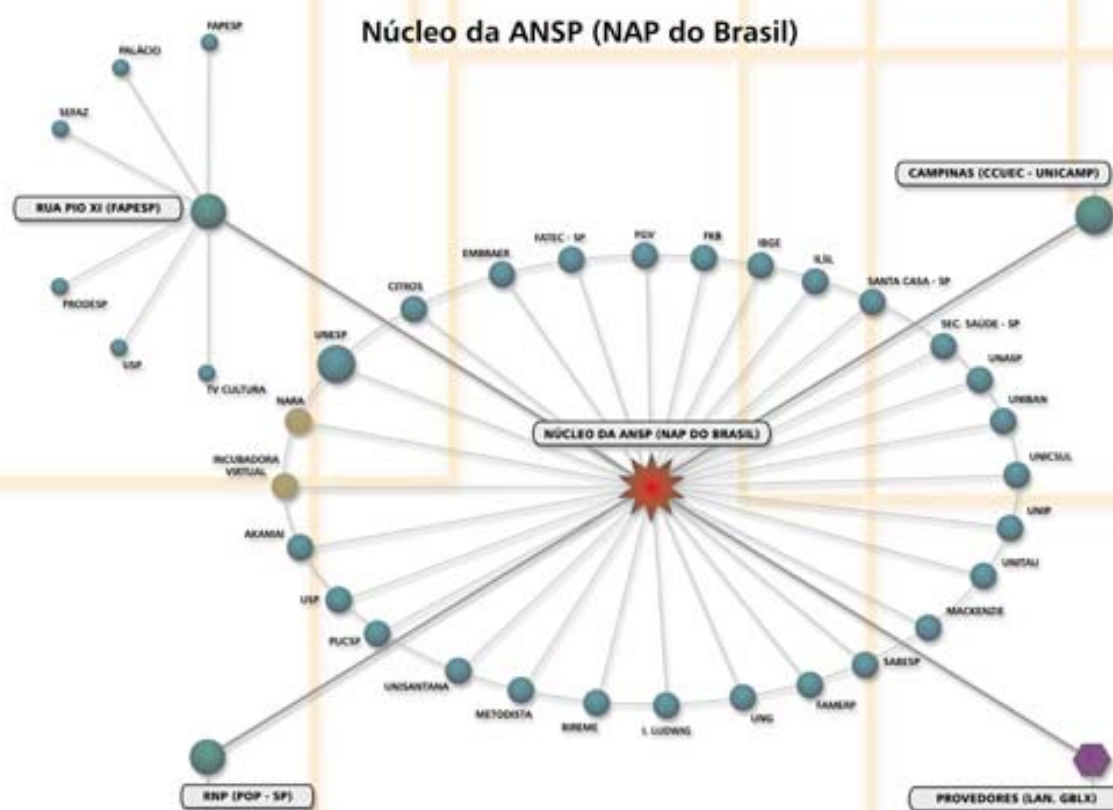 Núcleo da ANSP (NAP do Brasil)
FAPESP
PALÁCIO
SEFAZ
RUA PIO XI (FAPESP)
PRODESP
USP
TV CULTURA
CAMPINAS (CCUEC - UNICAMP)
NARA
UNESP
CITROS
EMBRAER
FATEC - SP
FGV
FKB
IBGE
ILSL
SANTA CASA - SP
SEC. SAÚDE - SP
UNASP
UNIBAN
UNICSUL
UNIP
UNITAU
MACKENZIE
SABESP
FAMERP
UNG
I. LUDWIG
BIREME
METODISTA
UNISANTANA
PUCSP
USP
AKAMAI
INCUBADORA
VIRTUAL
NÚCLEO DA ANSP (NAP DO BRASIL)
RNP (POP - SP)
PROVEDORES (LAN. GBLX)